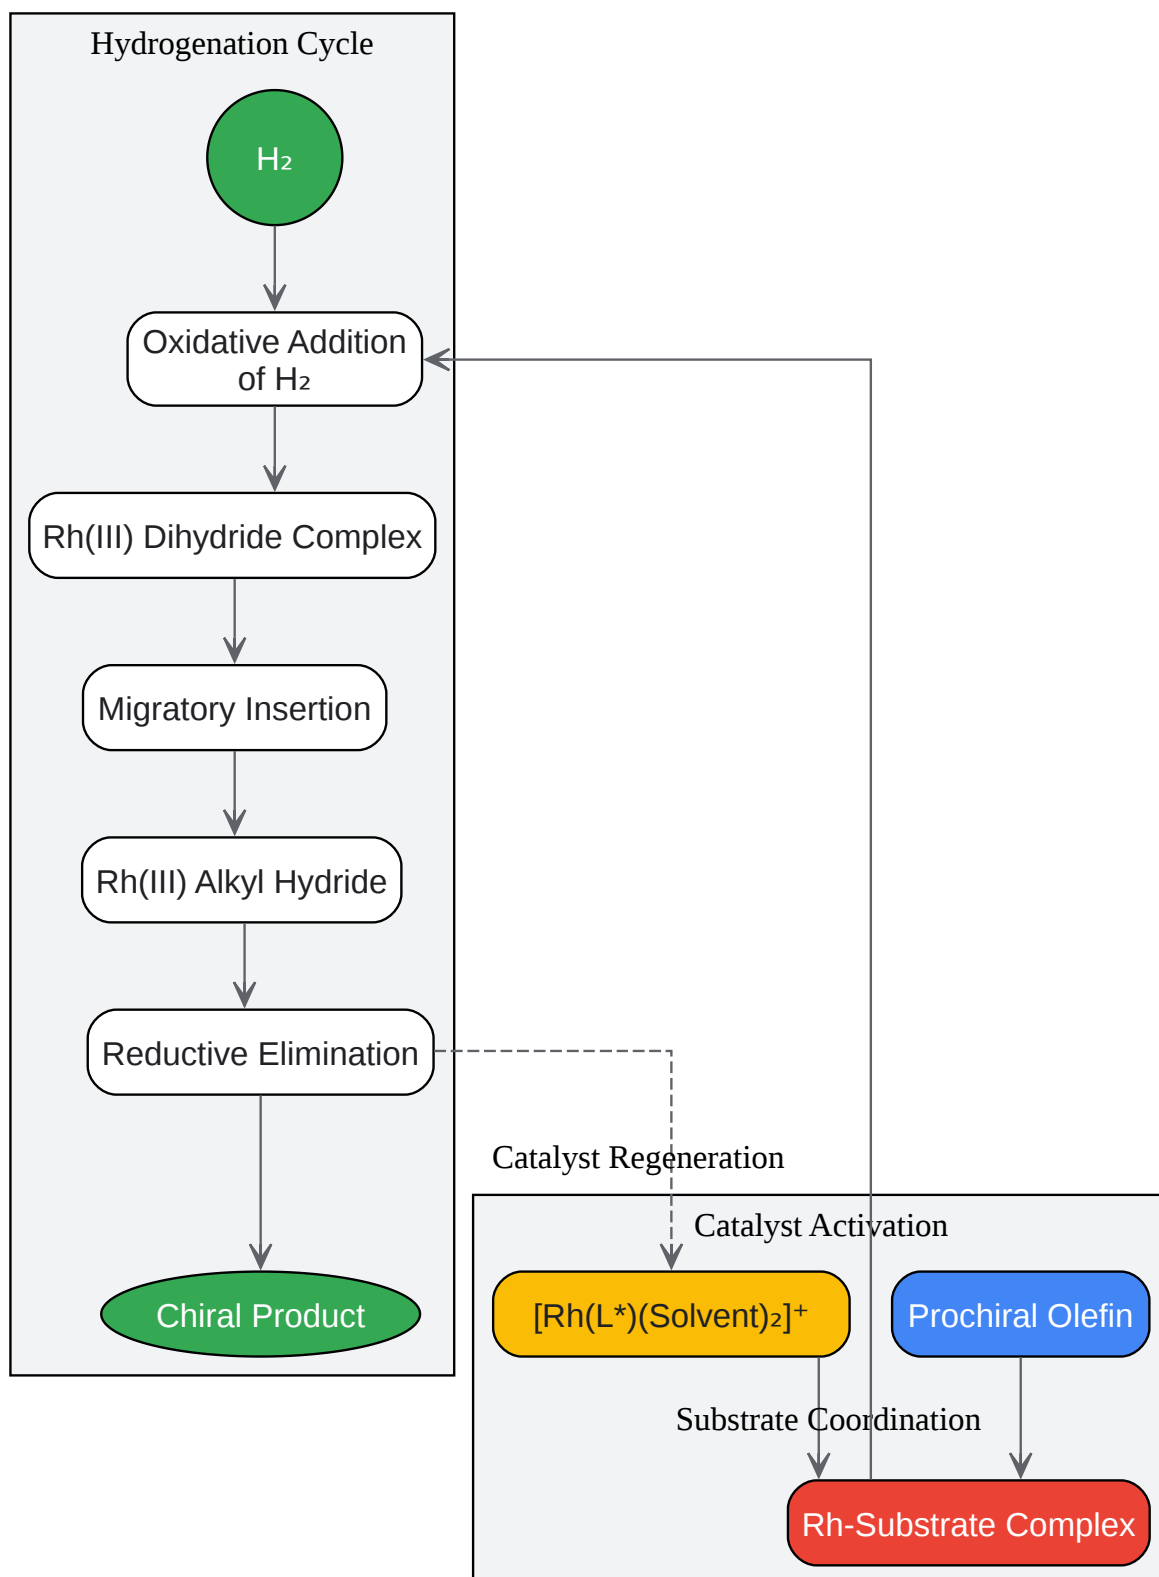 Hydrogenation Cycle
H₂
Oxidative Addition
of H₂
Rh(III) Dihydride Complex
Migratory Insertion
Rh(III) Alkyl Hydride
Reductive Elimination
Catalyst Regeneration
Catalyst Activation
Chiral Product
[Rh(L*)(Solvent)₂]⁺
Prochiral Olefin
Substrate Coordination
Rh-Substrate Complex